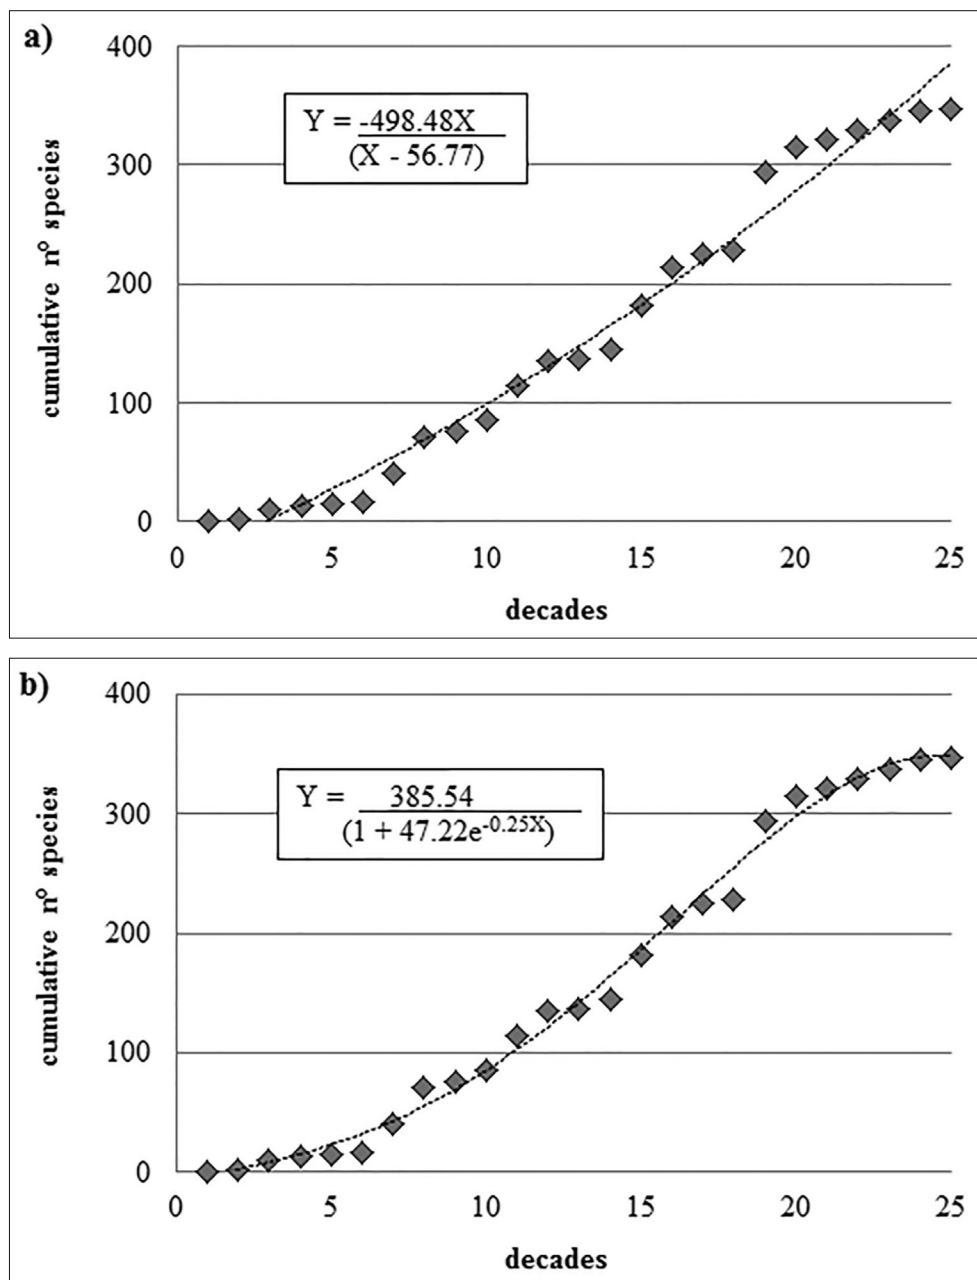 a)
400
300
200
100
0
Y = -498.48X
(X - 56.77)
cumulative nº species
0 5 10 15 20 25
decades
b)
400
300
200
100
0
Y = 385.54
(1 + 47.22e^-0.25X)
cumulative nº species
0 5 10 15 20 25
decades